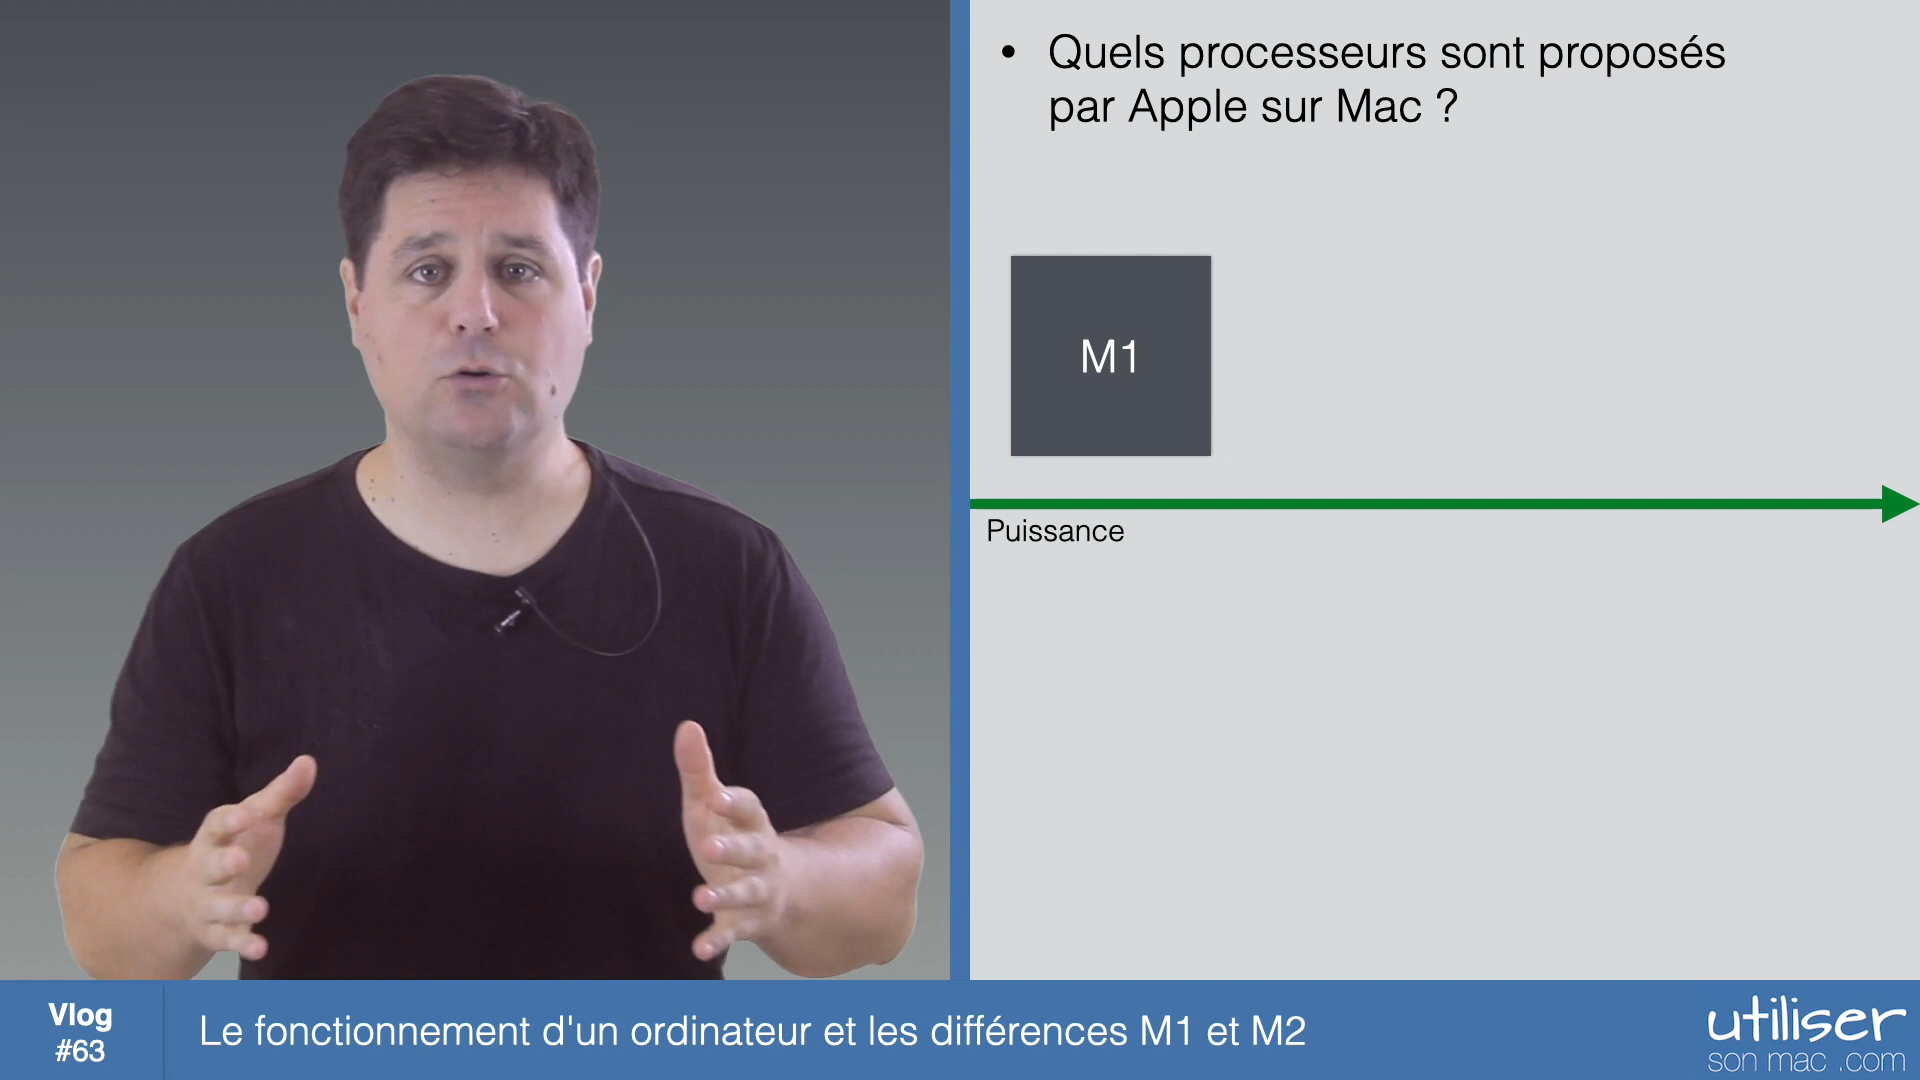 • Quels processeurs sont proposés
par Apple sur Mac ?
M1
Puissance
Vlog
#63
Le fonctionnement d'un ordinateur et les différences M1 et M2
utiliser
son mac .com